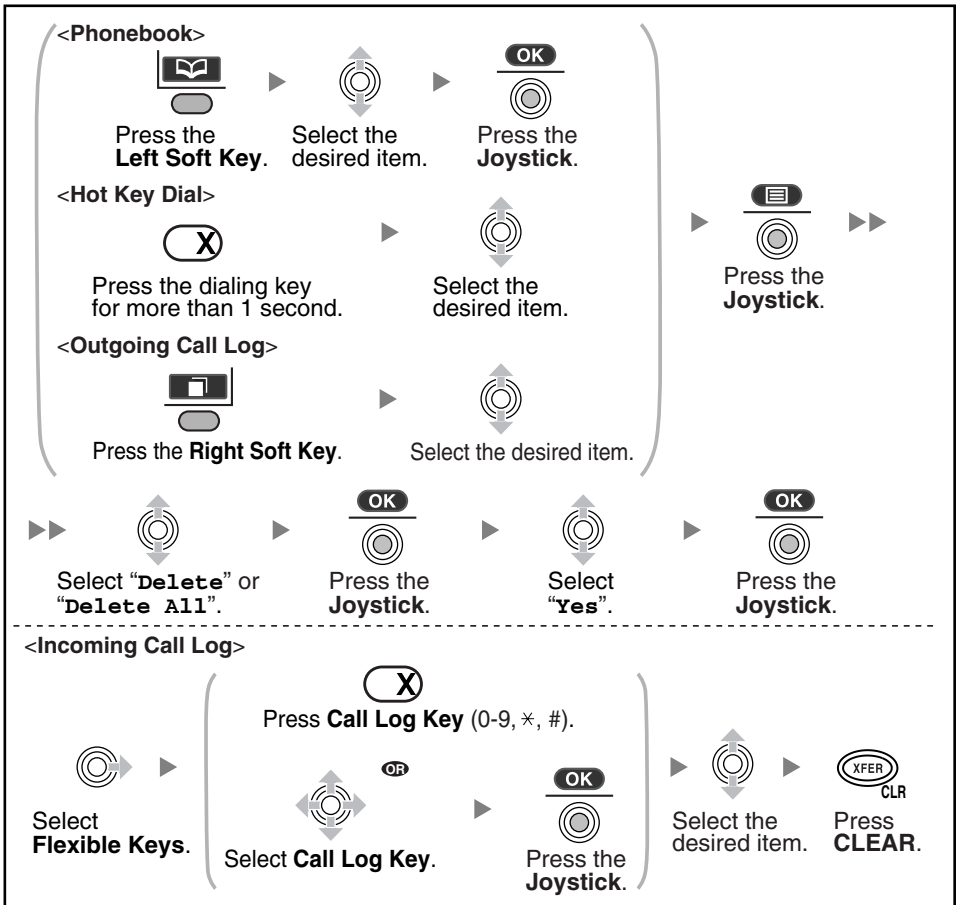 <Phonebook>
OK
Press the
Left Soft Key.
Select the
desired item.
Press the
Joystick.
<Hot Key Dial>
X
Press the dialing key
for more than 1 second.
Select the
desired item.
Press the
Joystick.
<Outgoing Call Log>
Press the Right Soft Key.
Select the desired item.
OK
OK
Select “Delete” or
“Delete All”.
Press the
Joystick.
Select
“Yes”.
Press the
Joystick.
<Incoming Call Log>
X
Press Call Log Key (0-9, *, #).
OR
OK
XFER
CLR
Select
Flexible Keys.
Select Call Log Key.
Press the
Joystick.
Select the
desired item.
Press
CLEAR.